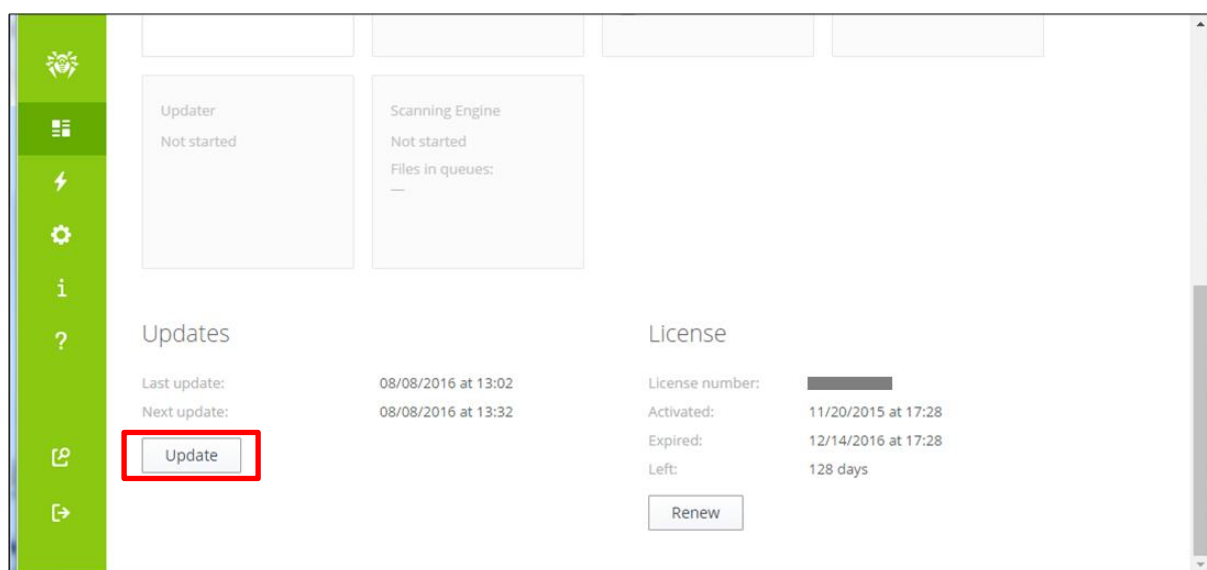 Updater
Not started
Scanning Engine
Not started
Files in queues:
—
Updates
Last update: 08/08/2016 at 13:02
Next update: 08/08/2016 at 13:32
Update
License
License number:
Activated: 11/20/2015 at 17:28
Expired: 12/14/2016 at 17:28
Left: 128 days
Renew
i
?